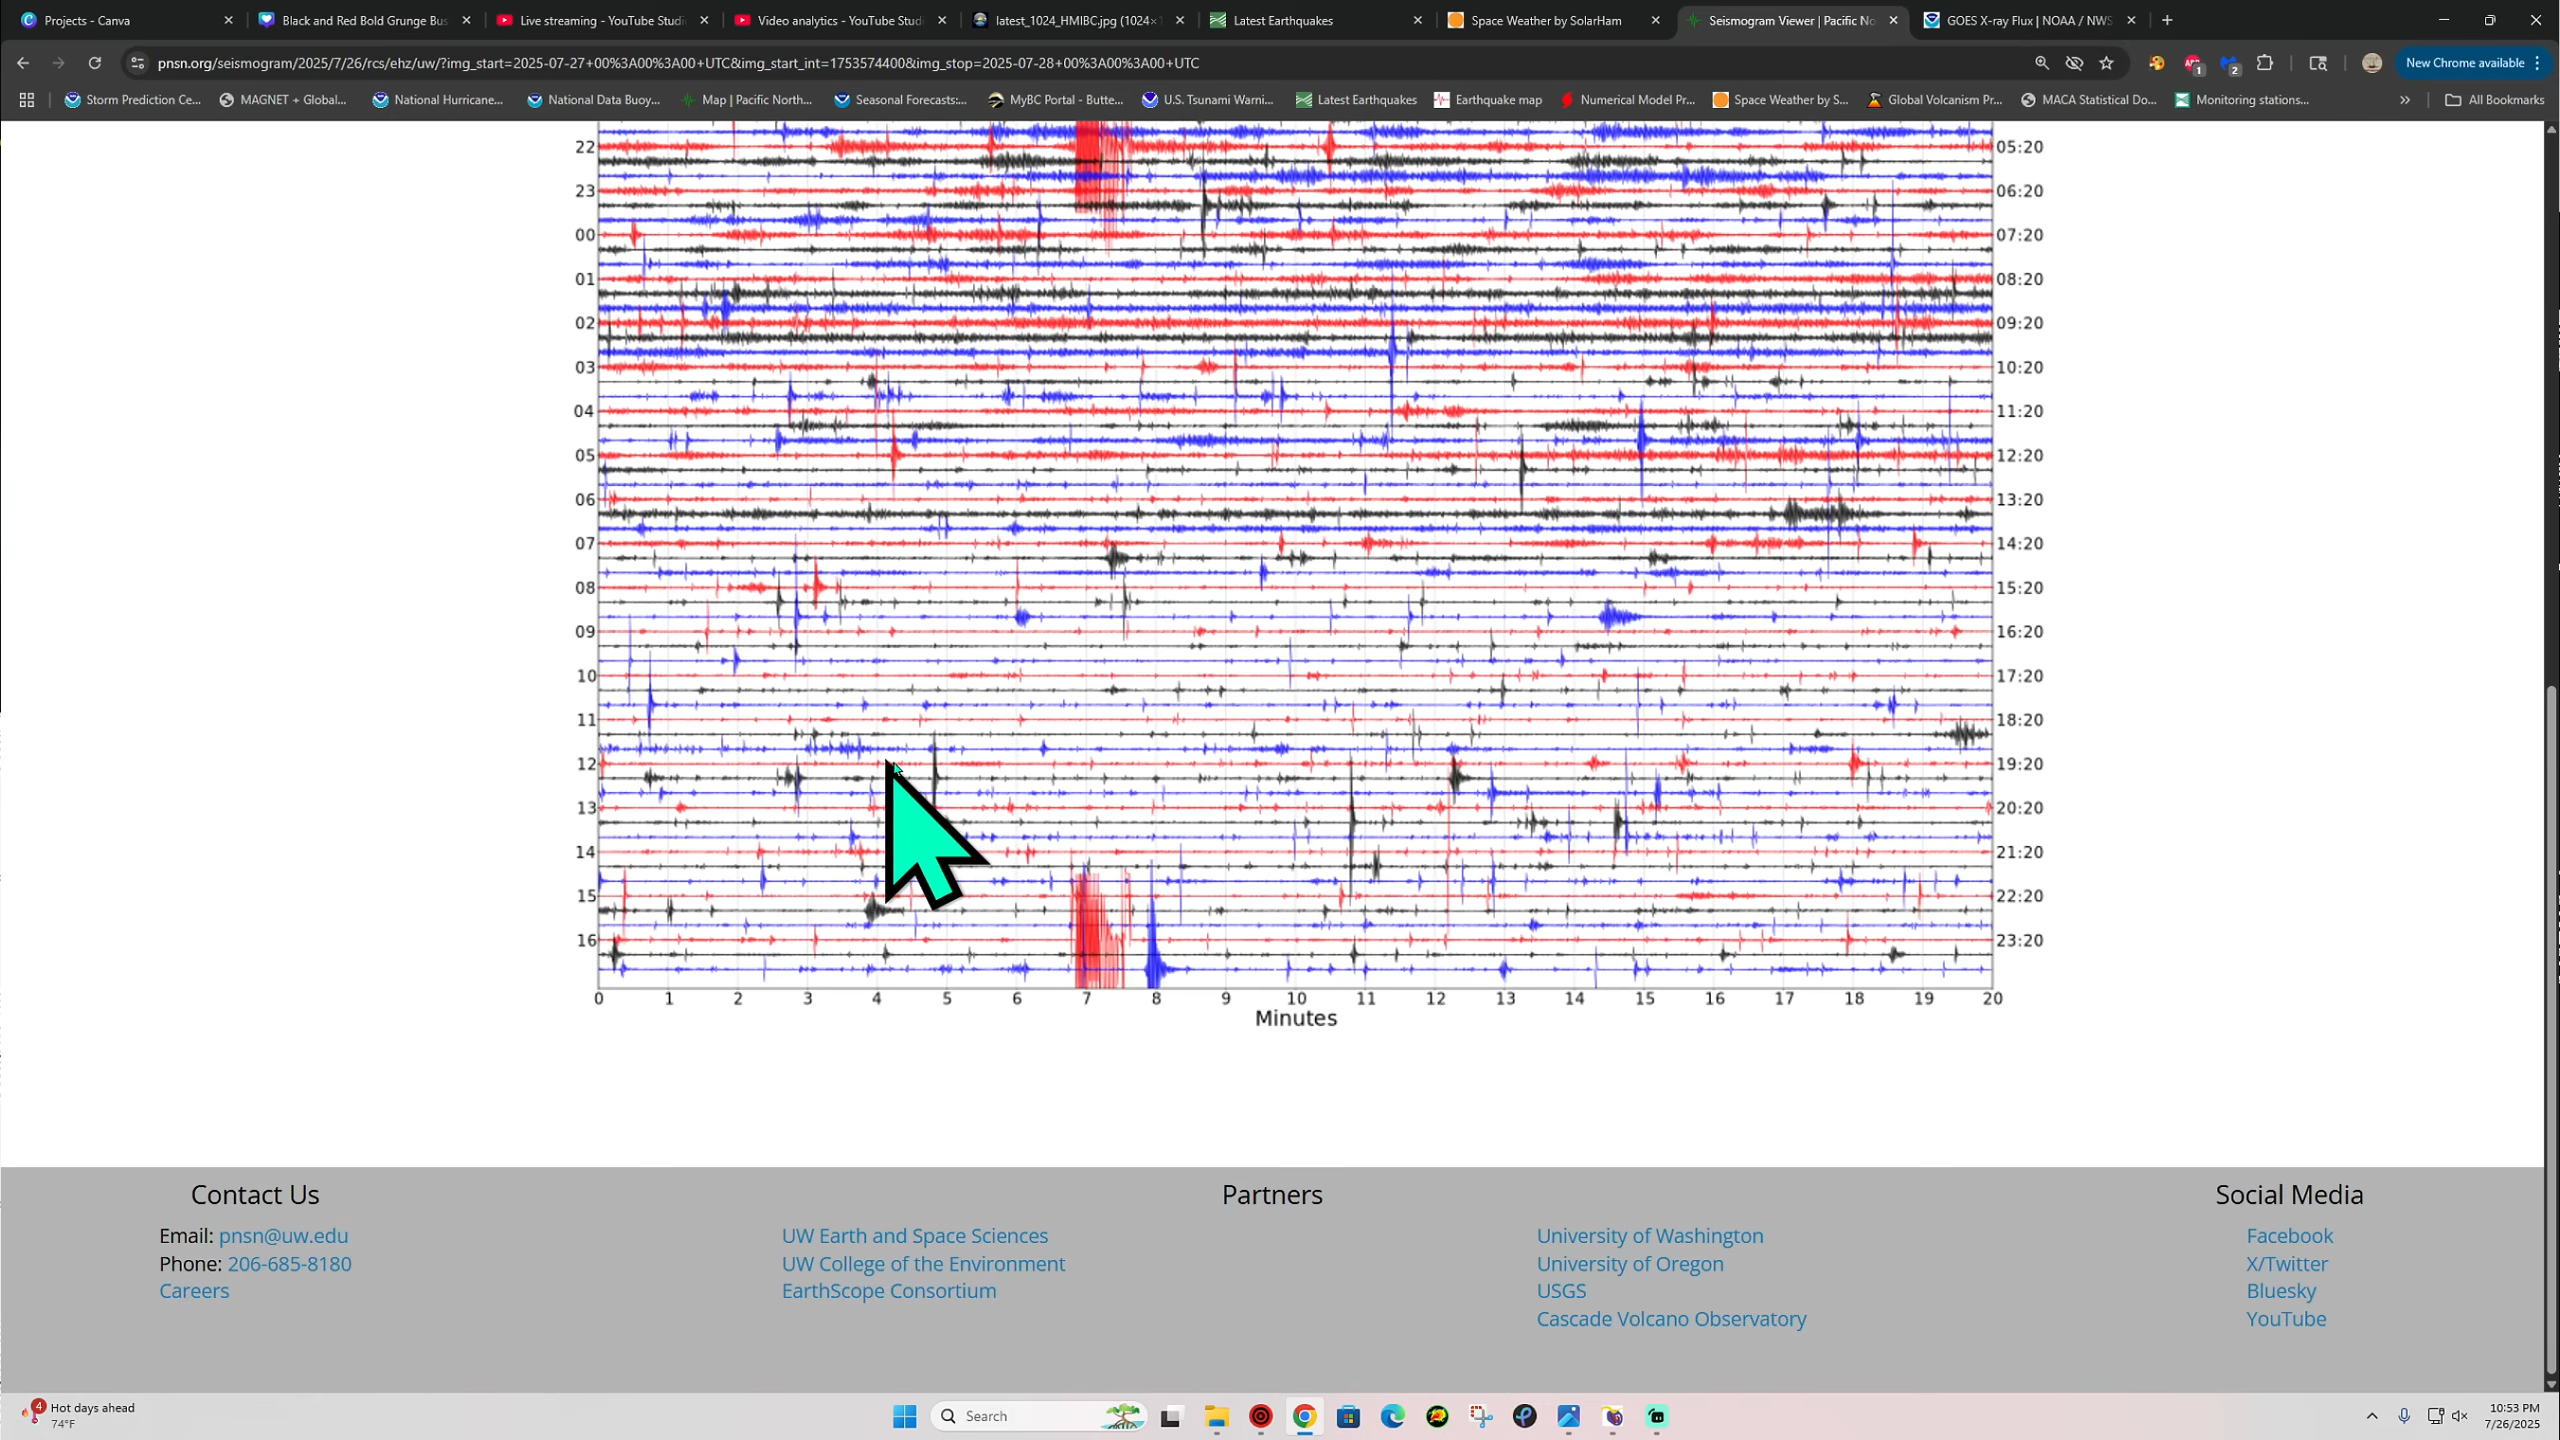 Projects - Canva
Black and Red Bold Grunge Bus
Live streaming - YouTube Studi
Video analytics - YouTube Studi
latest_1024_HMIBC.jpg (1024×1
Latest Earthquakes
Space Weather by SolarHam
Seismogram Viewer | Pacific No
GOES X-ray Flux | NOAA / NWS
pnsn.org/seismogram/2025/7/26/rcs/ehz/uw/?img_start=2025-07-27+00%3A00%3A00+UTC&img_start_int=1753574400&img_stop=2025-07-28+00%3A00%3A00+UTC
1
2
New Chrome available
Storm Prediction Ce...
MAGNET + Global...
National Hurricane...
National Data Buoy...
Map | Pacific North...
Seasonal Forecasts:...
MyBC Portal - Butte...
U.S. Tsunami Warni...
Latest Earthquakes
Earthquake map
Numerical Model Pr...
Space Weather by S...
Global Volcanism Pr...
MACA Statistical Do...
Monitoring stations...
All Bookmarks
22 05:20
23 06:20
00 07:20
01 08:20
02 09:20
03 10:20
04 11:20
05 12:20
06 13:20
07 14:20
08 15:20
09 16:20
10 17:20
11 18:20
12 19:20
13 20:20
14 21:20
15 22:20
16 23:20
0 1 2 3 4 5 6 7 8 9 10 11 12 13 14 15 16 17 18 19 20
Minutes
Contact Us
Email: pnsn@uw.edu
Phone: 206-685-8180
Careers
Partners
UW Earth and Space Sciences
UW College of the Environment
EarthScope Consortium
University of Washington
University of Oregon
USGS
Cascade Volcano Observatory
Social Media
Facebook
X/Twitter
Bluesky
YouTube
4
Hot days ahead
74°F
Search
10:53 PM
7/26/2025